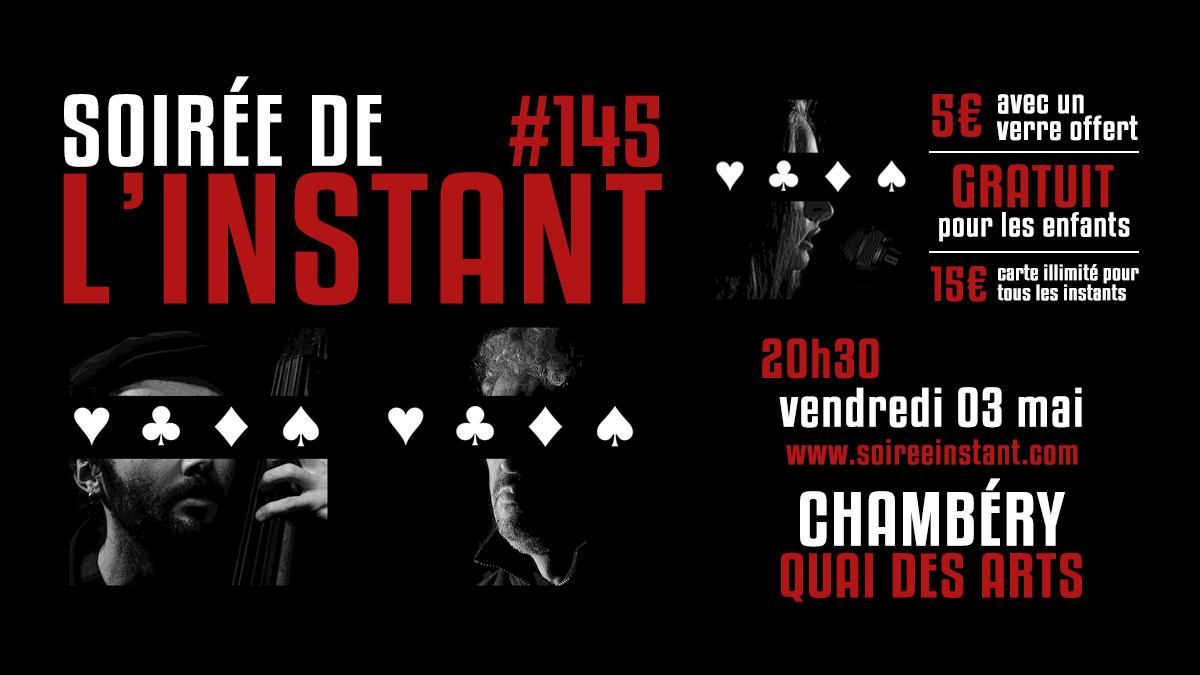 SOIRÉE DE #145
L'INSTANT
5€ avec un
verre offert
GRATUIT
pour les enfants
15€ carte illimité pour
tous les instants
20h30
vendredi 03 mai
www.soireeinstant.com
CHAMBÉRY
QUAI DES ARTS